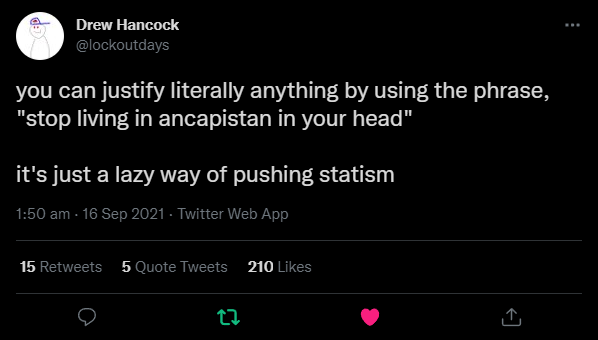 Drew Hancock
@lockoutdays
you can justify literally anything by using the phrase,
"stop living in ancapistan in your head"
it's just a lazy way of pushing statism
1:50 am · 16 Sep 2021 · Twitter Web App
15 Retweets 5 Quote Tweets 210 Likes